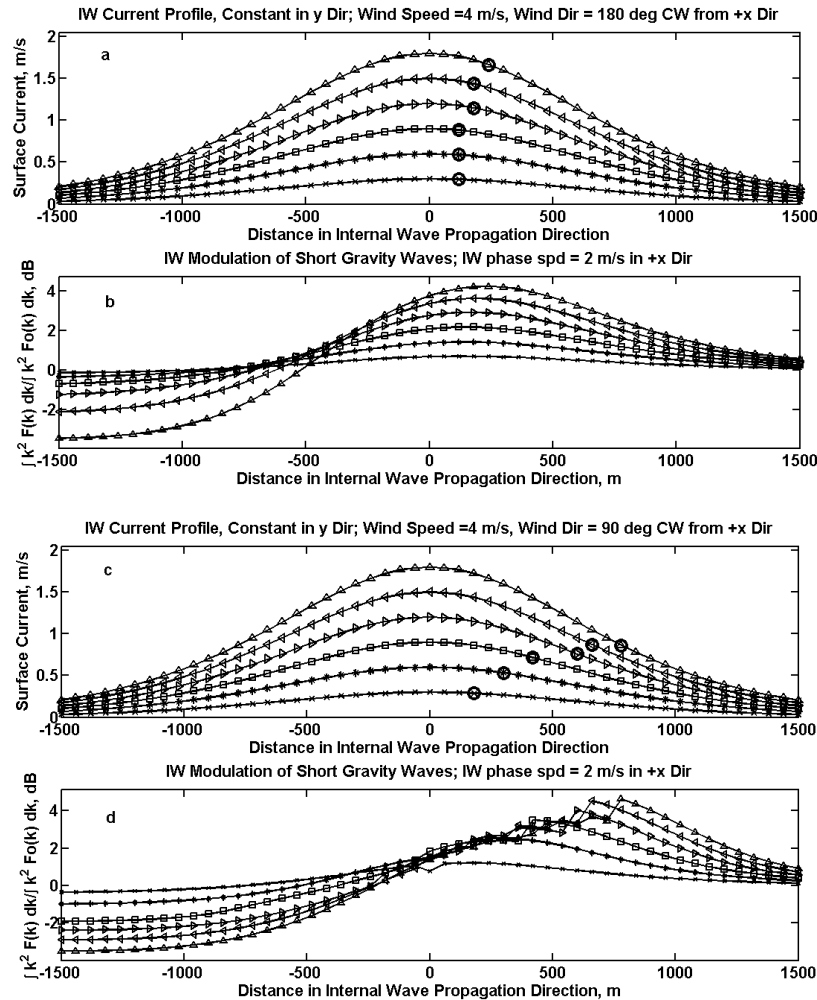 IW Current Profile, Constant in y Dir; Wind Speed =4 m/s, Wind Dir = 180 deg CW from +x Dir
a
Surface Current, m/s
2
1.5
1
0.5
0
-1500 -1000 -500 0 500 1000 1500
Distance in Internal Wave Propagation Direction
IW Modulation of Short Gravity Waves; IW phase spd = 2 m/s in +x Dir
b
∫ k² F(k) dk/∫ k² Fo(k) dk, dB
4
2
0
-2
-1500 -1000 -500 0 500 1000 1500
Distance in Internal Wave Propagation Direction, m
IW Current Profile, Constant in y Dir; Wind Speed =4 m/s, Wind Dir = 90 deg CW from +x Dir
c
Surface Current, m/s
2
1.5
1
0.5
0
-1500 -1000 -500 0 500 1000 1500
Distance in Internal Wave Propagation Direction
IW Modulation of Short Gravity Waves; IW phase spd = 2 m/s in +x Dir
d
∫ k² F(k) dk/∫ k² Fo(k) dk, dB
4
2
0
-2
-1500 -1000 -500 0 500 1000 1500
Distance in Internal Wave Propagation Direction, m